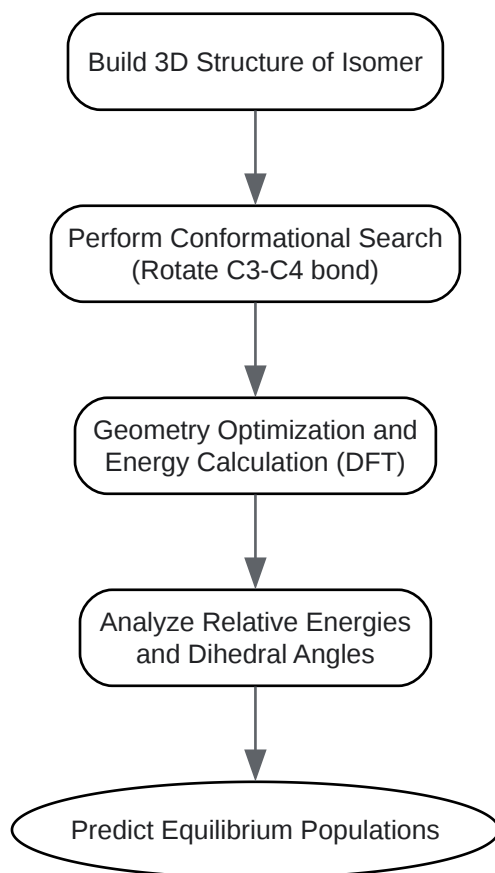 Build 3D Structure of Isomer
Perform Conformational Search
(Rotate C3-C4 bond)
Geometry Optimization and
Energy Calculation (DFT)
Analyze Relative Energies
and Dihedral Angles
Predict Equilibrium Populations